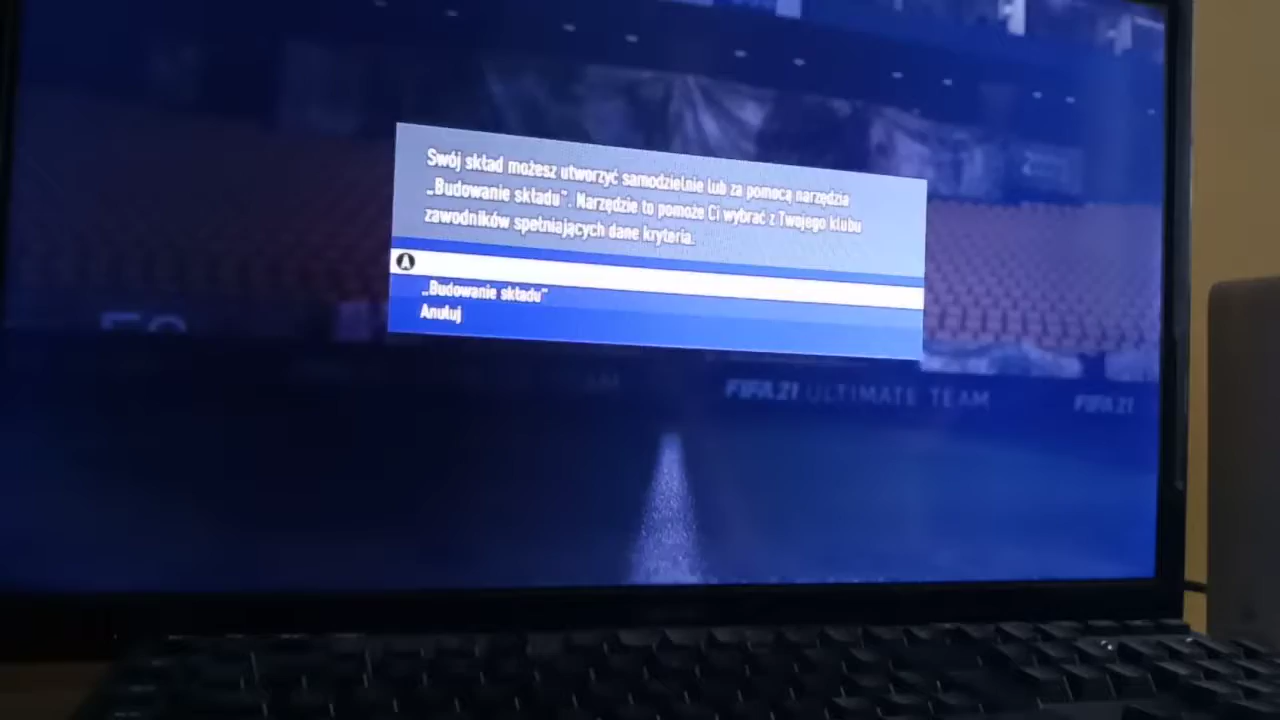 Swój skład możesz utworzyć samodzielnie lub za pomocą narzędzia
„Budowanie składu”. Narzędzie to pomoże Ci wybrać z Twojego klubu
zawodników spełniających dane kryteria.
A
„Budowanie składu”
Anuluj
FIFA 21 ULTIMATE TEAM
FIFA 21